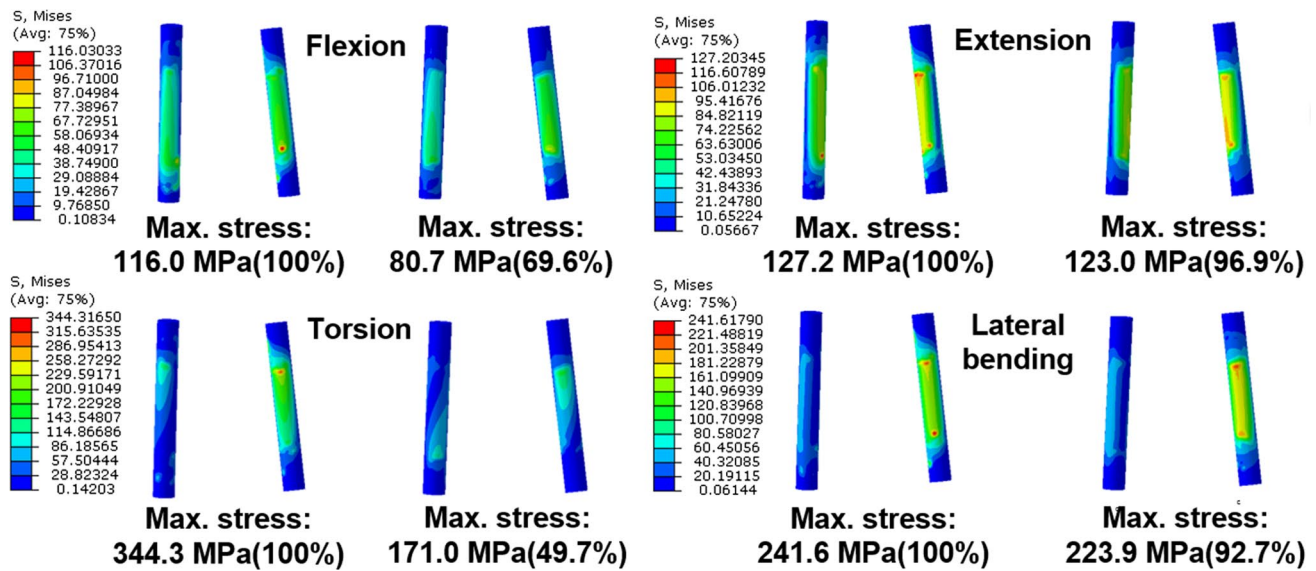 S, Mises
(Avg: 75%)
116.03033
106.37016
96.71000
87.04984
77.38967
67.72951
58.06934
48.40917
38.74900
29.08884
19.42867
9.76850
0.10834
Flexion
Max. stress:
116.0 MPa(100%)
Max. stress:
80.7 MPa(69.6%)
S, Mises
(Avg: 75%)
127.20345
116.60789
106.01232
95.41676
84.82119
74.22562
63.63006
53.03450
42.43893
31.84336
21.24780
10.65224
0.05667
Extension
Max. stress:
127.2 MPa(100%)
Max. stress:
123.0 MPa(96.9%)
S, Mises
(Avg: 75%)
344.31650
315.63535
286.95413
258.27292
229.59171
200.91049
172.22928
143.54807
114.86686
86.18565
57.50444
28.82324
0.14203
Torsion
Max. stress:
344.3 MPa(100%)
Max. stress:
171.0 MPa(49.7%)
S, Mises
(Avg: 75%)
241.61790
221.48819
201.35849
181.22879
161.09909
140.96939
120.83968
100.70998
80.58027
60.45056
40.32085
20.19115
0.06144
Lateral
bending
Max. stress:
241.6 MPa(100%)
Max. stress:
223.9 MPa(92.7%)